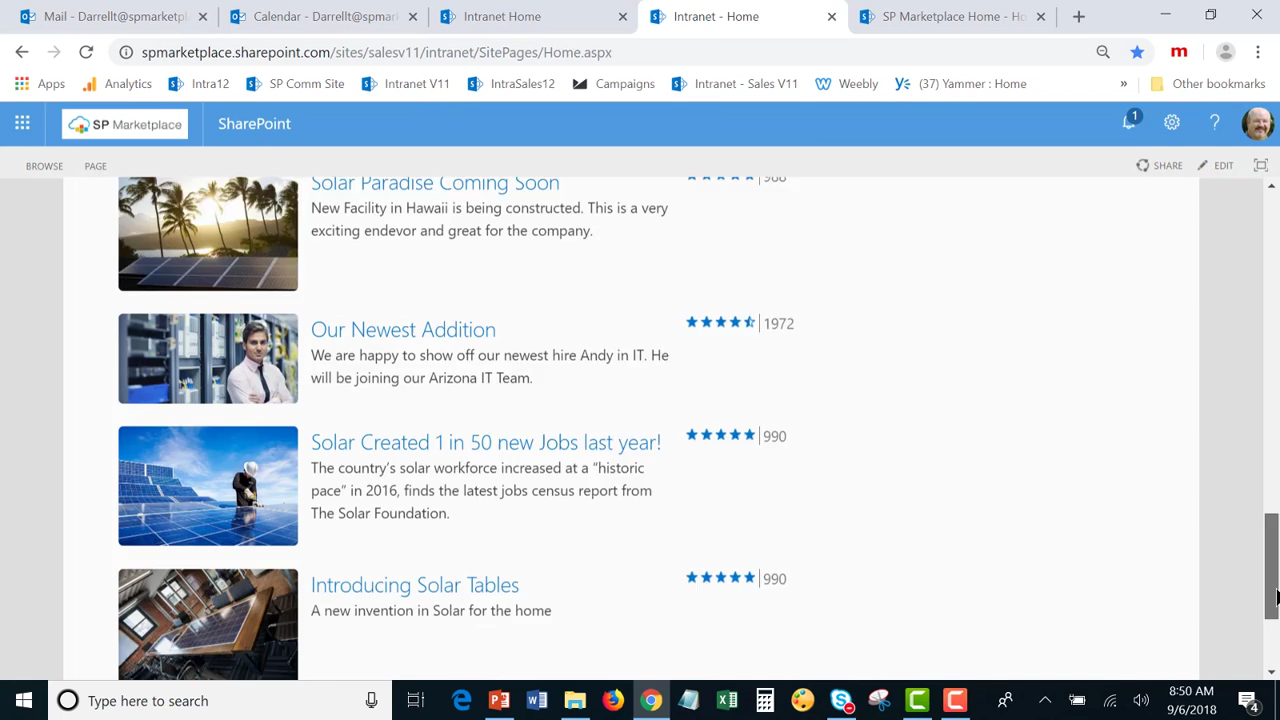 Mail - Darrellt@spmarketpl
Calendar - Darrellt@spmar
Intranet Home
Intranet - Home
SP Marketplace Home - Ho
spmarketplace.sharepoint.com/sites/salesv11/intranet/SitePages/Home.aspx
Apps
Analytics
Intra12
SP Comm Site
Intranet V11
IntraSales12
Campaigns
Intranet - Sales V11
Weebly
(37) Yammer : Home
»
Other bookmarks
SP Marketplace
SharePoint
1
BROWSE
PAGE
SHARE
EDIT
Solar Paradise Coming Soon
988
New Facility in Hawaii is being constructed. This is a very
exciting endevor and great for the company.
Our Newest Addition
1972
We are happy to show off our newest hire Andy in IT. He
will be joining our Arizona IT Team.
Solar Created 1 in 50 new Jobs last year!
990
The country's solar workforce increased at a “historic
pace” in 2016, finds the latest jobs census report from
The Solar Foundation.
Introducing Solar Tables
990
A new invention in Solar for the home
Type here to search
8:50 AM
9/6/2018
4